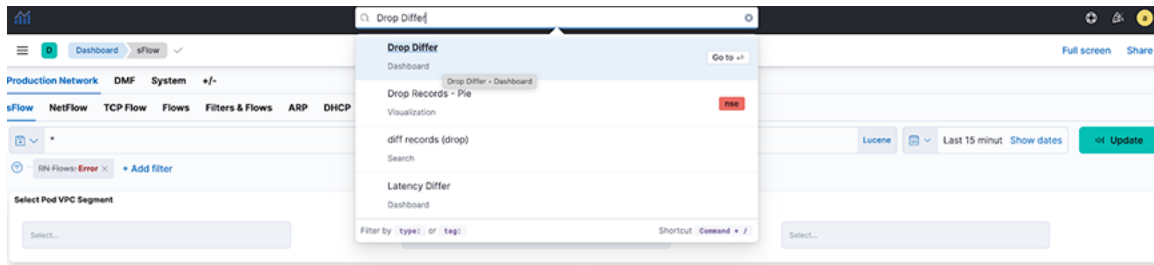 Drop Differ
a
D Dashboard sFlow
Full screen Share
Production Network DMF System +/-
sFlow NetFlow TCP Flow Flows Filters & Flows ARP DHCP
*
Lucene Last 15 minut Show dates Update
RN-Flows: Error × + Add filter
Select Pod VPC Segment
Select...
Select...
Drop Differ
Dashboard
Go to ⏎
Drop Differ • Dashboard
Drop Records - Pie
Visualization
nse
diff records (drop)
Search
Latency Differ
Dashboard
Filter by type: or tag: Shortcut Command + /